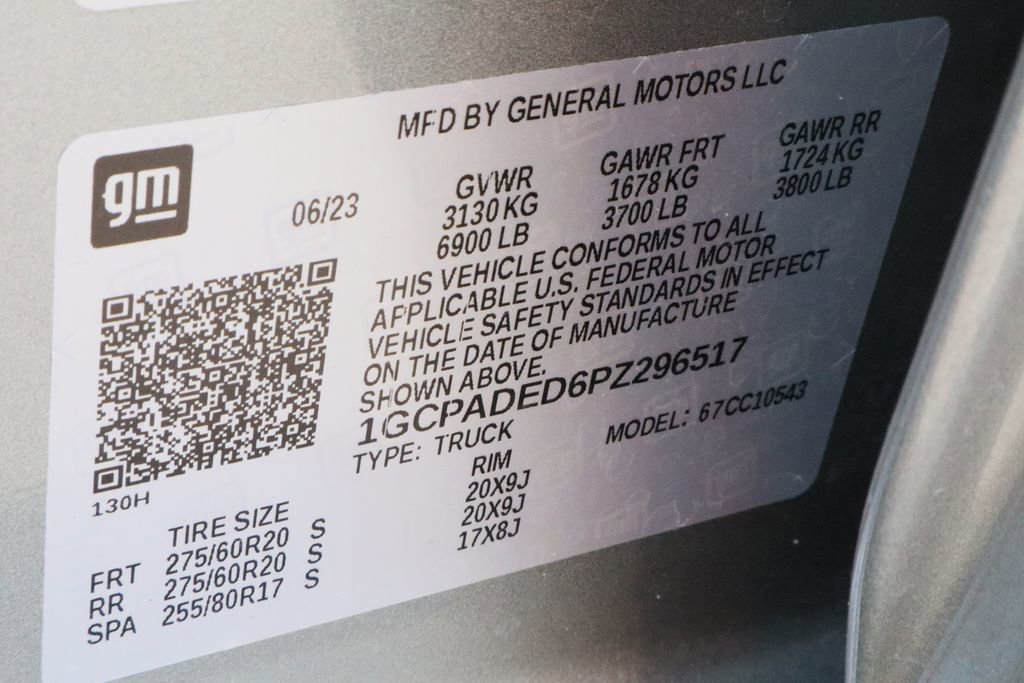 MFD BY GENERAL MOTORS LLC
gm
06/23
GVWR GAWR FRT GAWR RR
3130 KG 1678 KG 1724 KG
6900 LB 3700 LB 3800 LB
THIS VEHICLE CONFORMS TO ALL
APPLICABLE U.S. FEDERAL MOTOR
VEHICLE SAFETY STANDARDS IN EFFECT
ON THE DATE OF MANUFACTURE
SHOWN ABOVE.
1GCPADED6PZ296517
TYPE: TRUCK MODEL: 67CC10543
130H
TIRE SIZE RIM
FRT 275/60R20 S 20X9J
RR 275/60R20 S 20X9J
SPA 255/80R17 S 17X8J